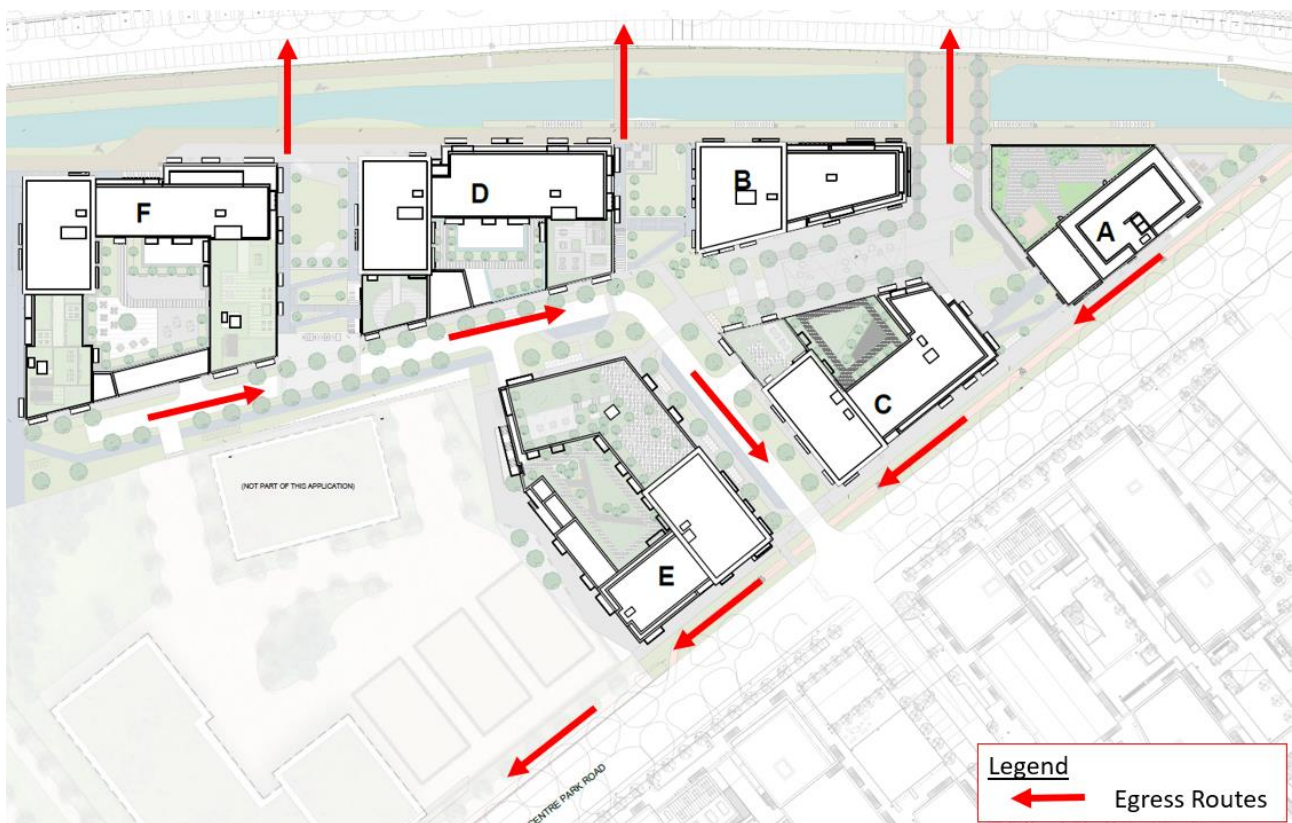 F
D
B
A
C
(NOT PART OF THIS APPLICATION)
E
CENTRE PARK ROAD
Legend
Egress Routes